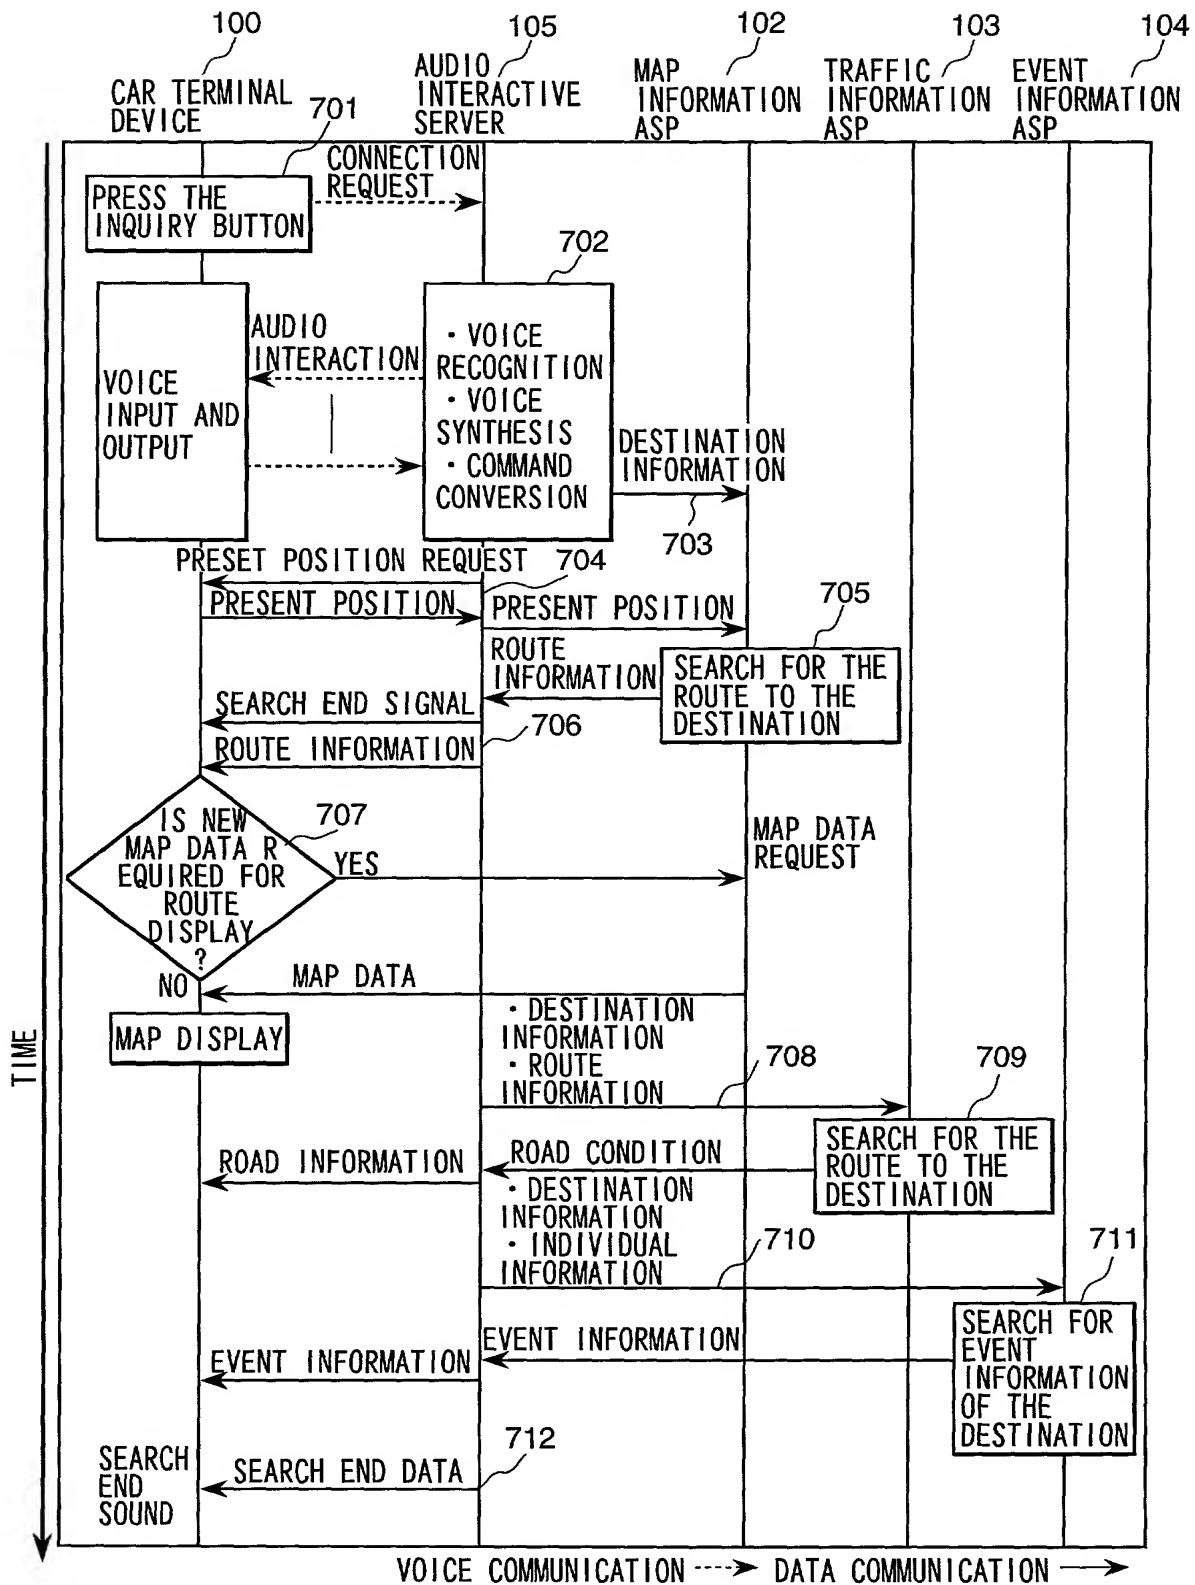 100
105
102
103
104
CAR TERMINAL
DEVICE
AUDIO
INTERACTIVE
SERVER
MAP
INFORMATION
ASP
TRAFFIC
INFORMATION
ASP
EVENT
INFORMATION
ASP
701
CONNECTION
REQUEST
PRESS THE
INQUIRY BUTTON
702
AUDIO
INTERACTION
VOICE
INPUT AND
OUTPUT
・VOICE
RECOGNITION
・VOICE
SYNTHESIS
・COMMAND
CONVERSION
DESTINATION
INFORMATION
703
PRESET POSITION REQUEST
704
PRESENT POSITION
PRESENT POSITION
705
ROUTE
INFORMATION
SEARCH FOR THE
ROUTE TO THE
DESTINATION
SEARCH END SIGNAL
706
ROUTE INFORMATION
707
IS NEW
MAP DATA R
EQUIRED FOR
ROUTE
DISPLAY
?
YES
MAP DATA
REQUEST
NO
MAP DATA
MAP DISPLAY
・DESTINATION
INFORMATION
・ROUTE
INFORMATION
708
709
SEARCH FOR THE
ROUTE TO THE
DESTINATION
ROAD CONDITION
ROAD INFORMATION
・DESTINATION
INFORMATION
・INDIVIDUAL
INFORMATION
710
711
SEARCH FOR
EVENT
INFORMATION
OF THE
DESTINATION
EVENT INFORMATION
EVENT INFORMATION
712
SEARCH END DATA
SEARCH
END
SOUND
TIME
VOICE COMMUNICATION
DATA COMMUNICATION